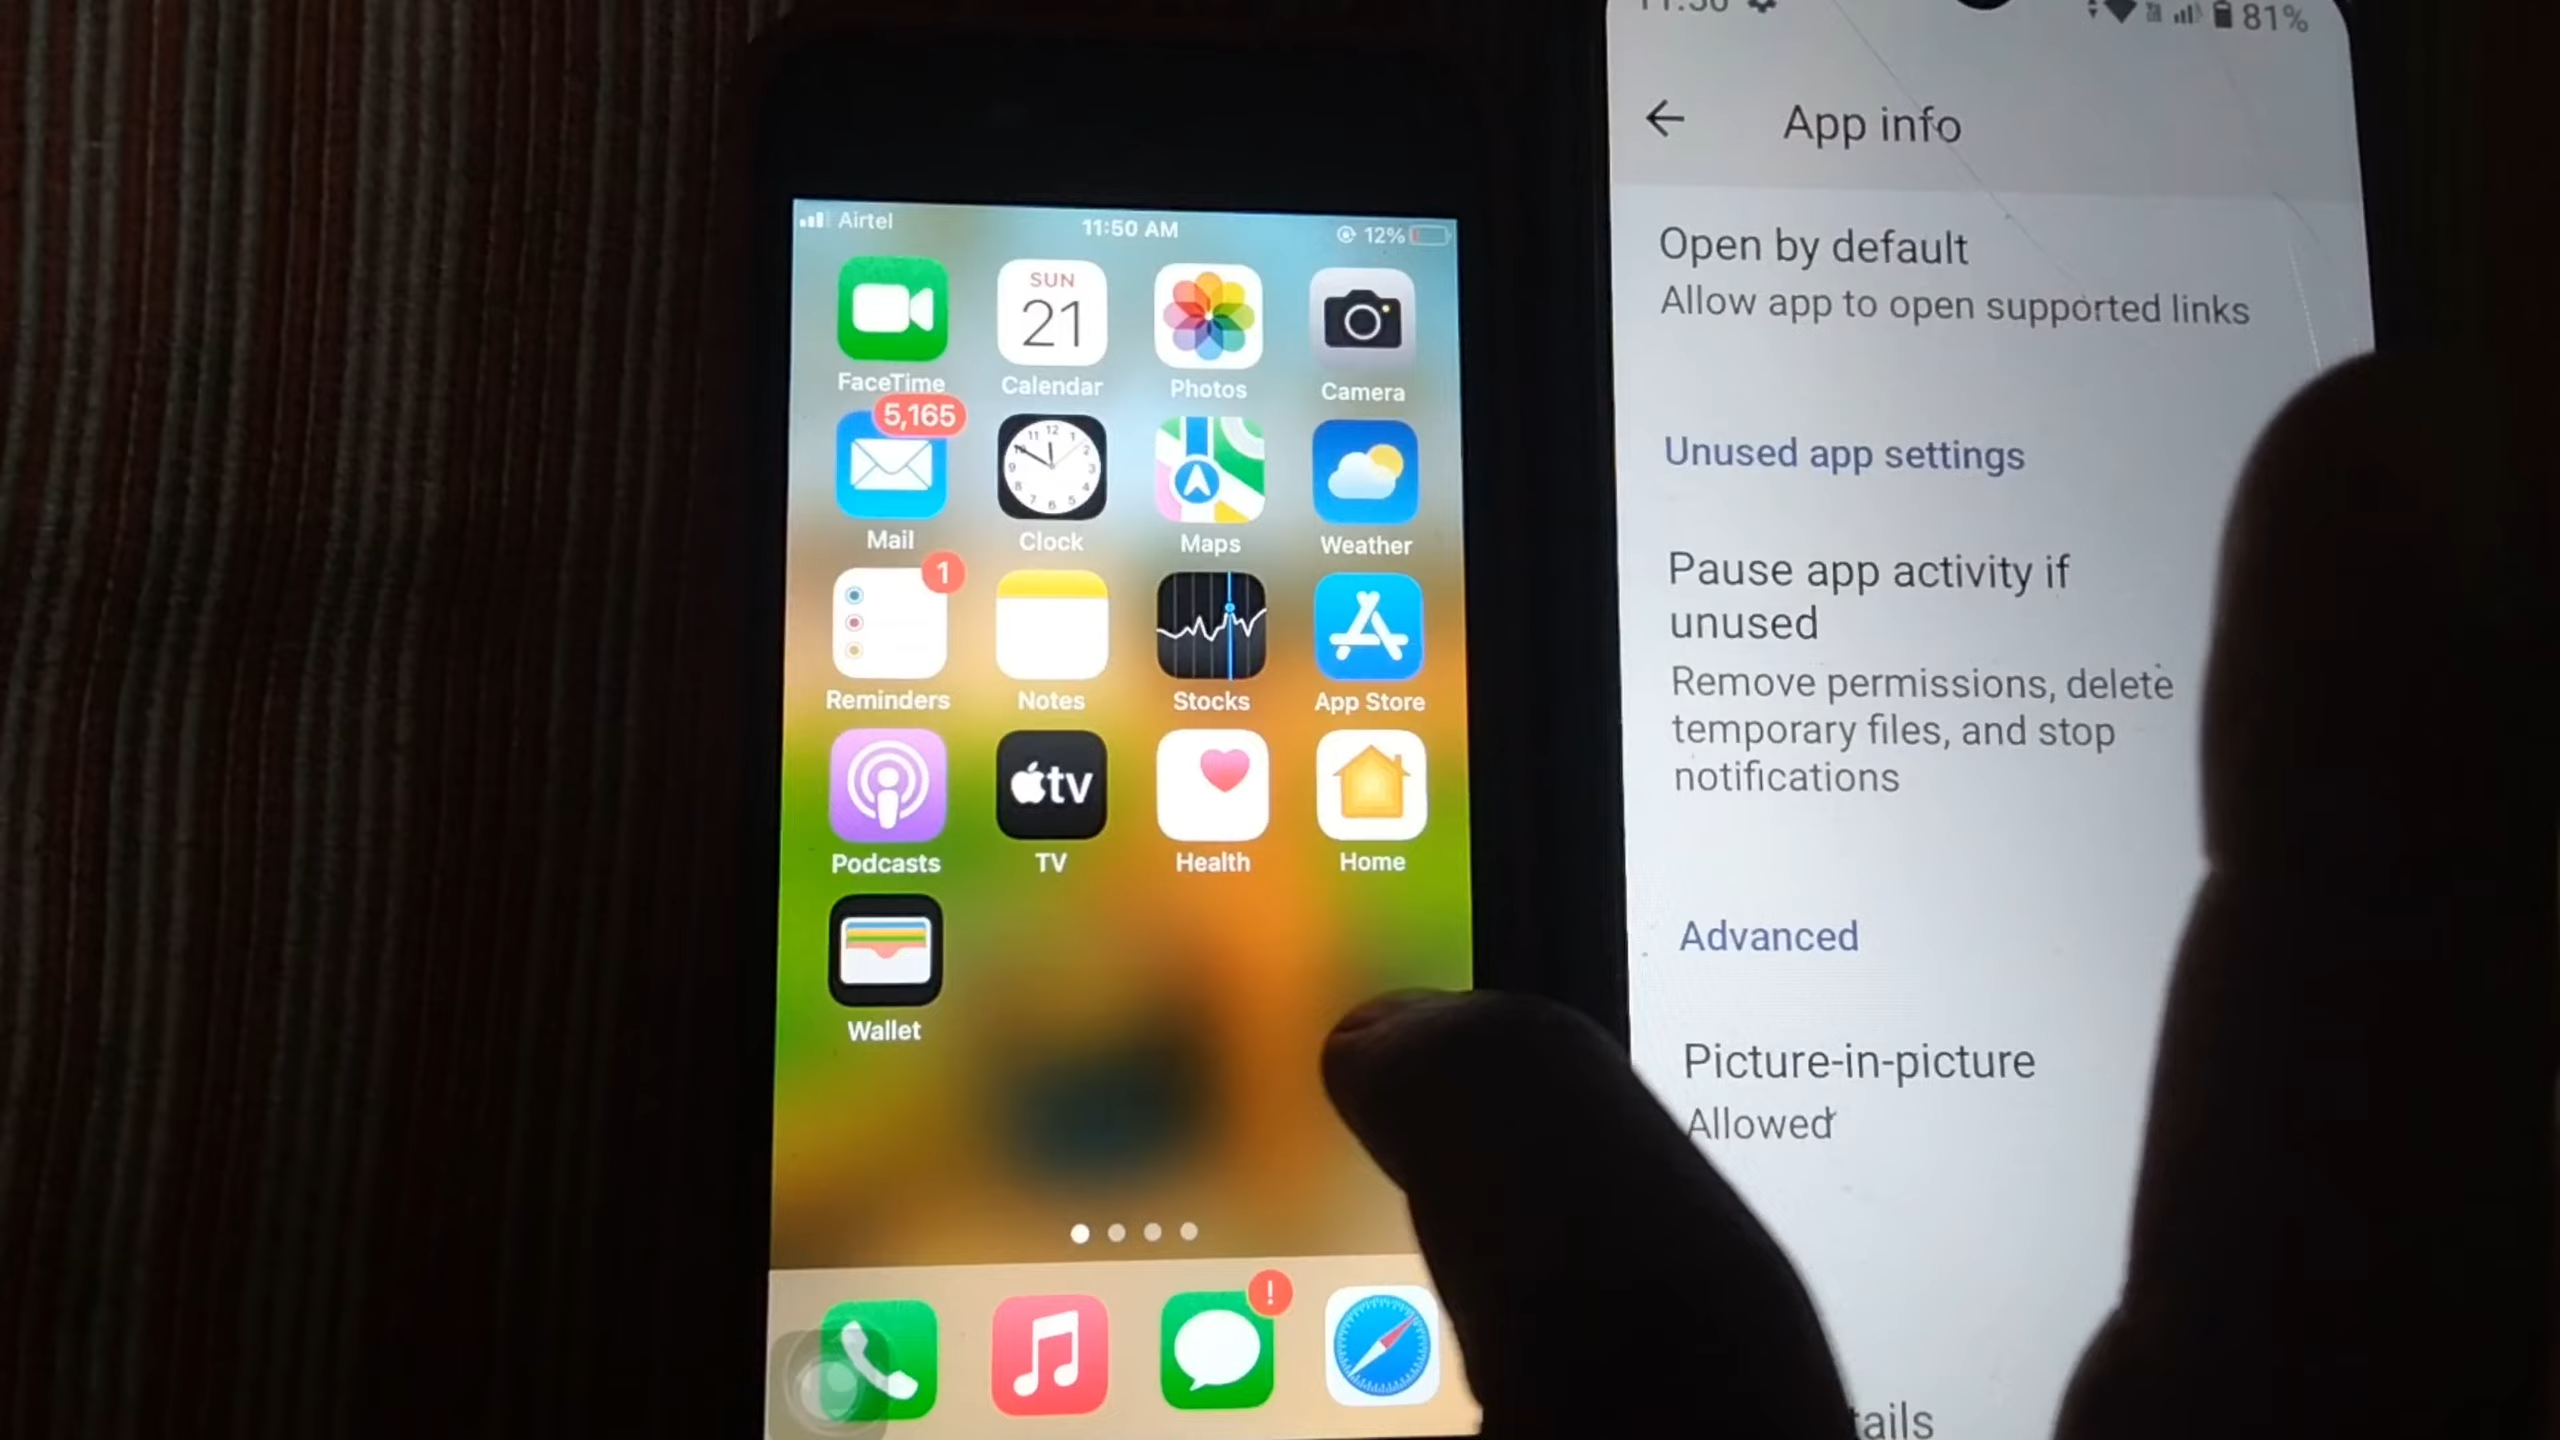 Airtel
11:50 AM
12%
SUN
21
FaceTime
Calendar
Photos
Camera
5,165
Mail
Clock
Maps
Weather
1
Reminders
Notes
Stocks
App Store
tv
Podcasts
TV
Health
Home
Wallet
!
81%
App info
Open by default
Allow app to open supported links
Unused app settings
Pause app activity if
unused
Remove permissions, delete
temporary files, and stop
notifications
Advanced
Picture-in-picture
Allowed